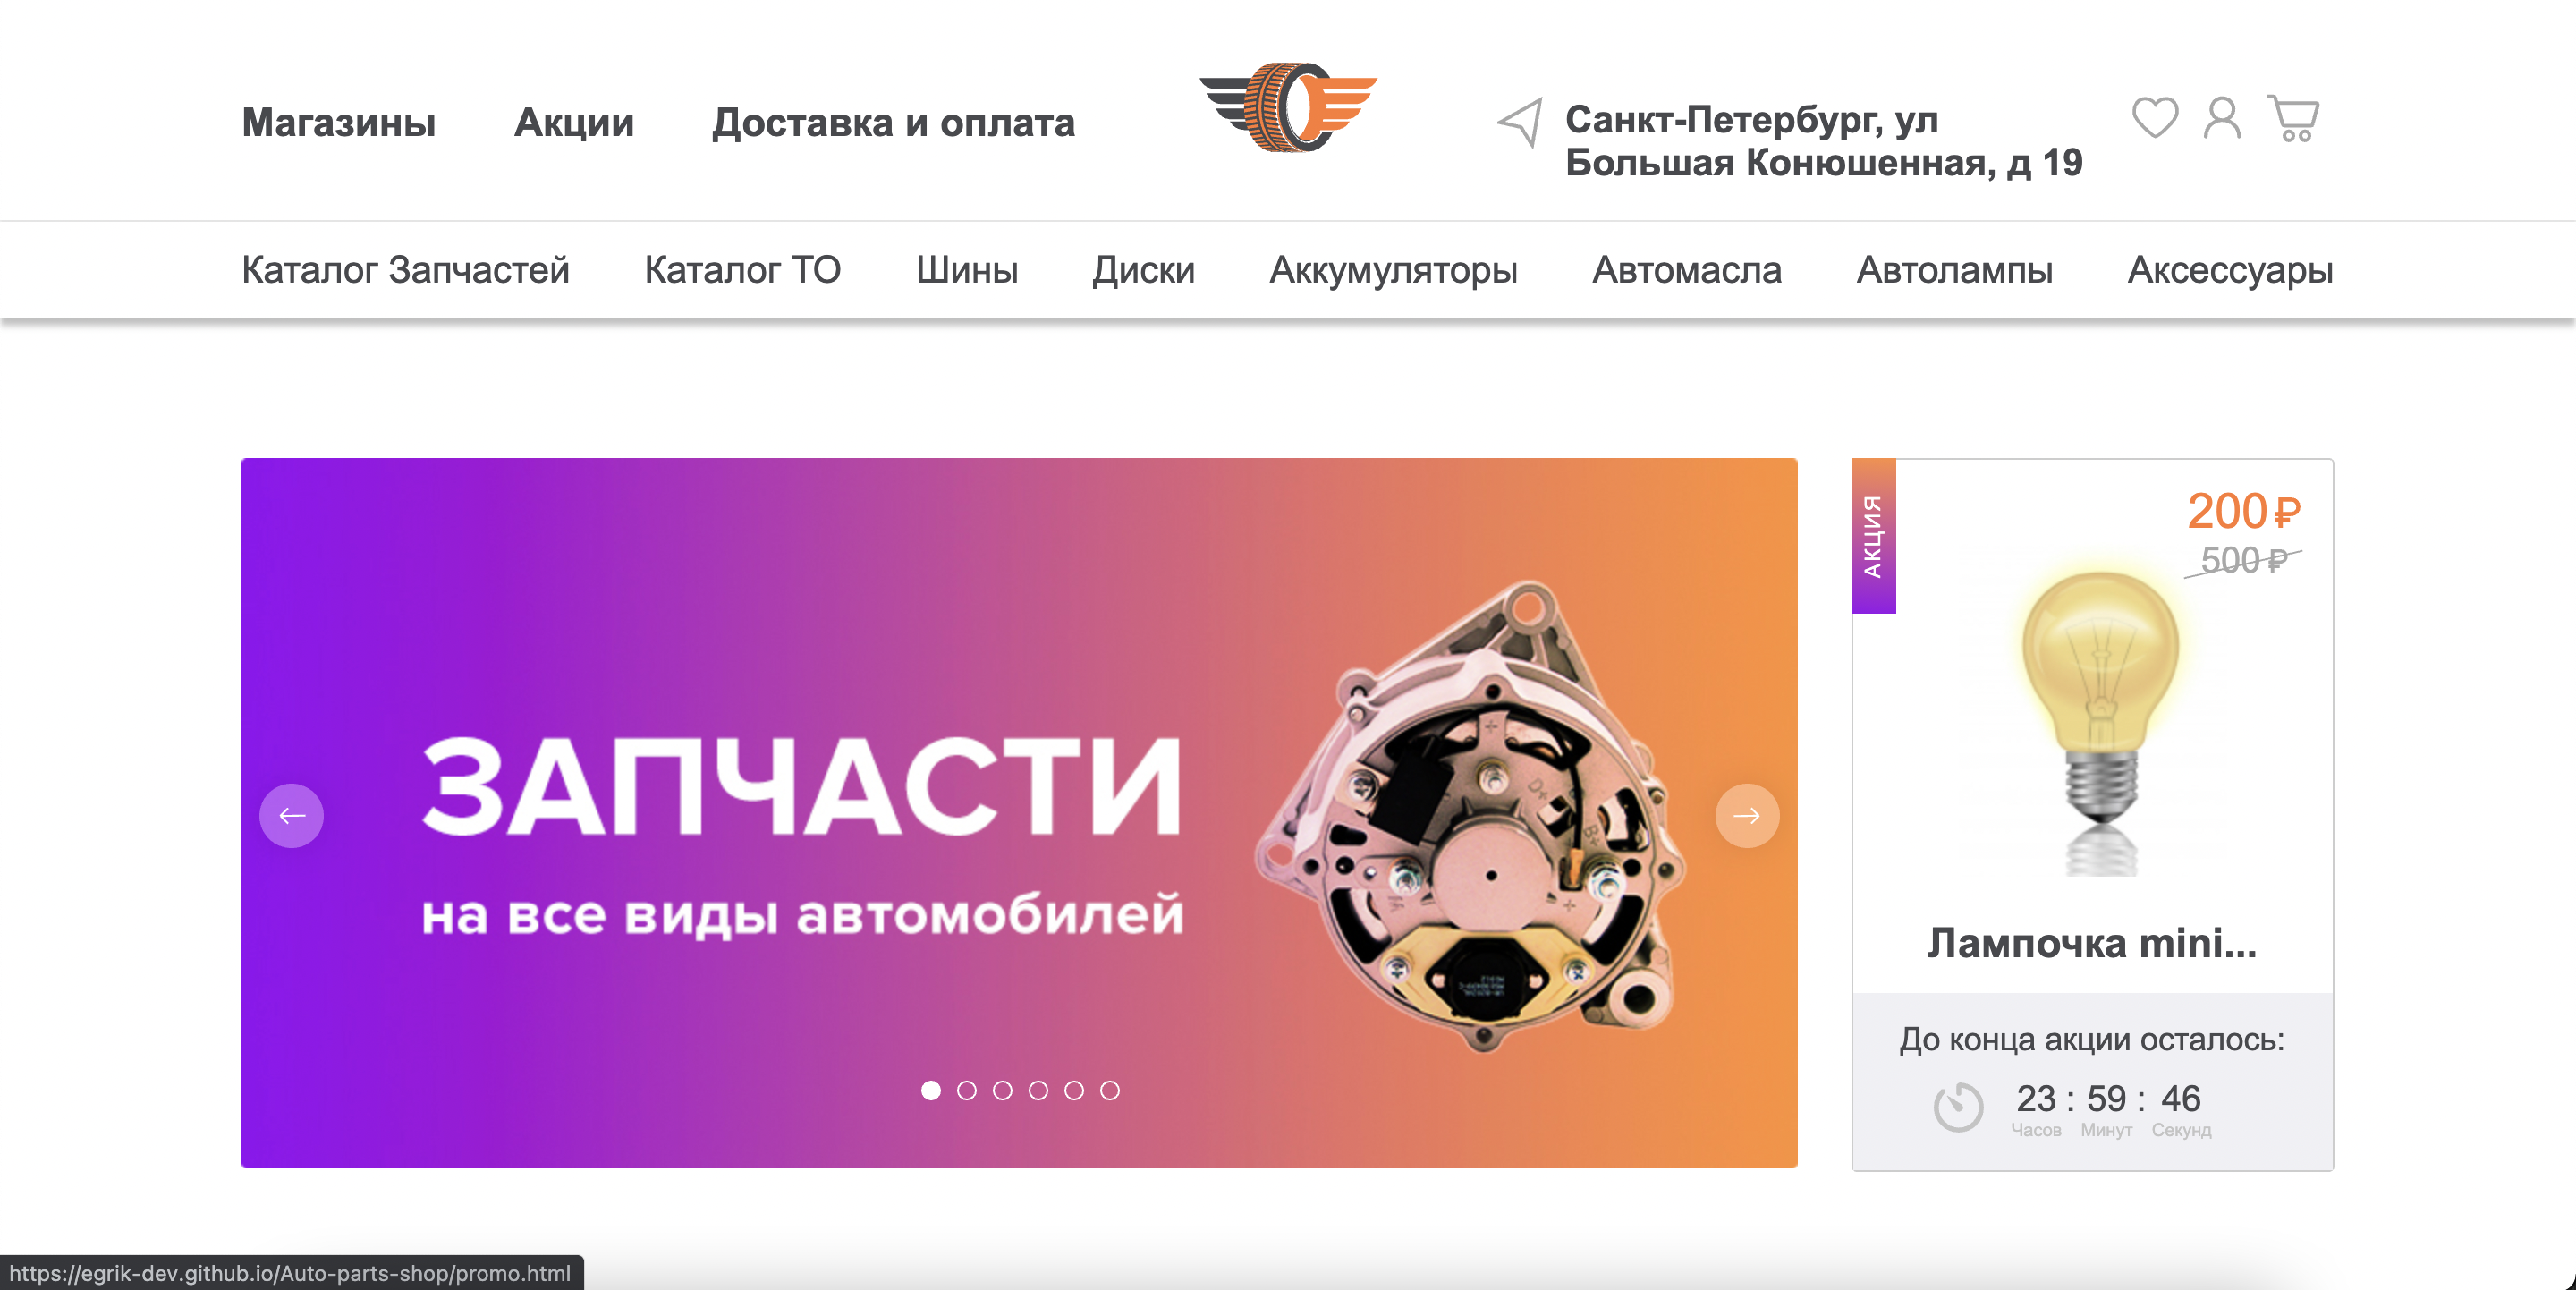 Магазины Акции Доставка и оплата
Санкт-Петербург, ул
Большая Конюшенная, д 19
Каталог Запчастей Каталог ТО Шины Диски Аккумуляторы Автомасла Автолампы Аксессуары
ЗАПЧАСТИ
на все виды автомобилей
АКЦИЯ
200 ₽
500 ₽
Лампочка mini...
До конца акции осталось:
23 : 59 : 46
Часов Минут Секунд
https://egrik-dev.github.io/Auto-parts-shop/promo.html